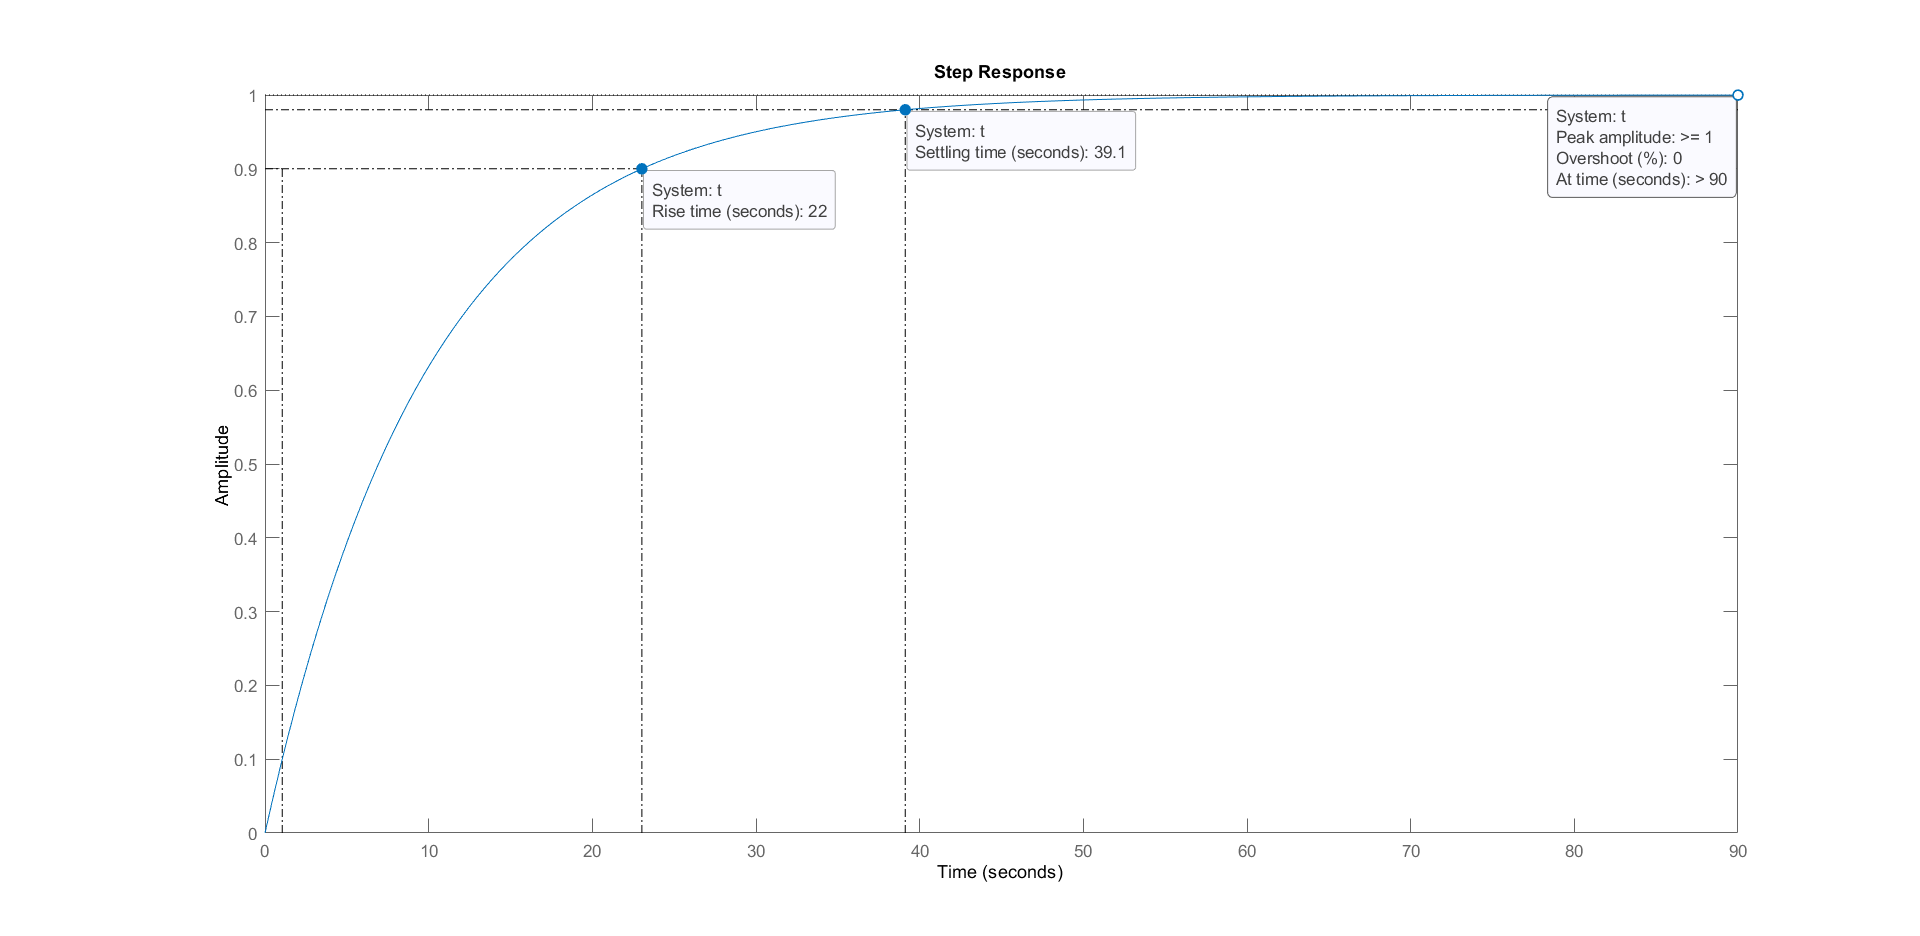 Step Response
Amplitude
1
0.9
0.8
0.7
0.6
0.5
0.4
0.3
0.2
0.1
0
System: t
Rise time (seconds): 22
System: t
Settling time (seconds): 39.1
System: t
Peak amplitude: >= 1
Overshoot (%): 0
At time (seconds): > 90
0 10 20 30 40 50 60 70 80 90
Time (seconds)